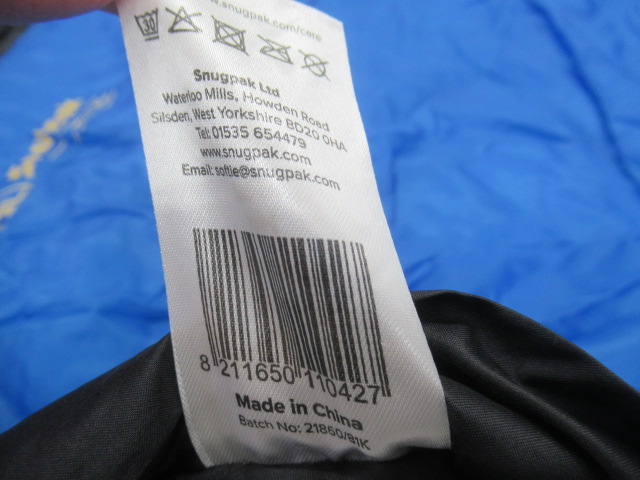 www.snugpak.com/care
30
Snugpak Ltd
Waterloo Mills, Howden Road
Silsden, West Yorkshire BD20 0HA
Tel: 01535 654479
www.snugpak.com
Email: softie@snugpak.com
8 211650 110427
Made in China
Batch No: 21860/81K